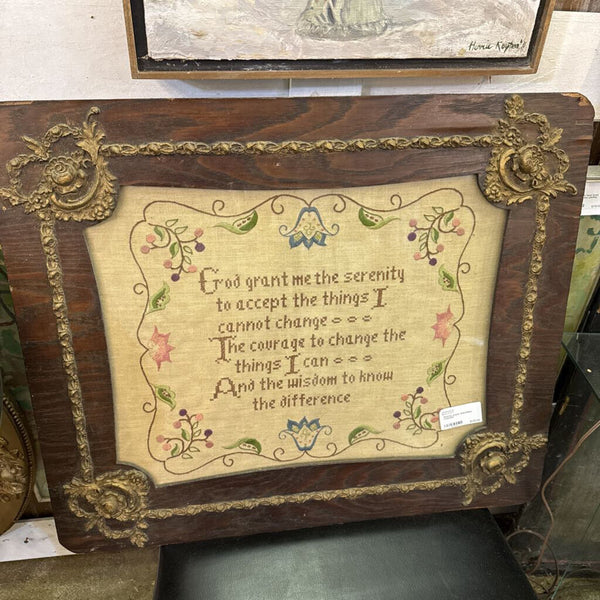 God grant me the serenity
to accept the things I
cannot change
The courage to change the
things I can
And the wisdom to know
the difference